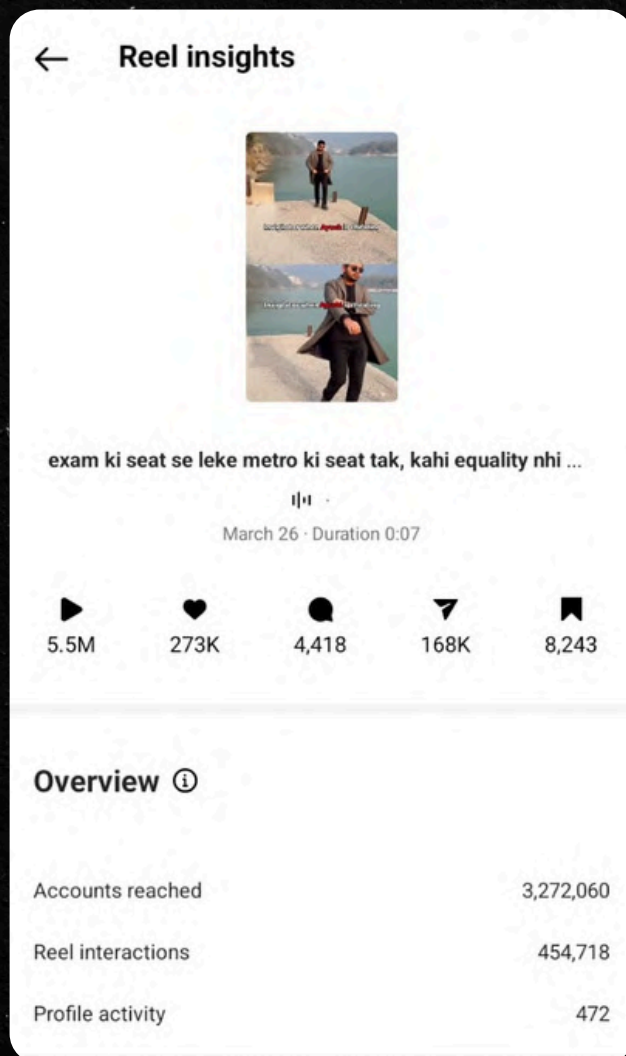 Reel insights
exam ki seat se leke metro ki seat tak, kahi equality nhi ...
March 26 · Duration 0:07
5.5M 273K 4,418 168K 8,243
Overview
Accounts reached 3,272,060
Reel interactions 454,718
Profile activity 472